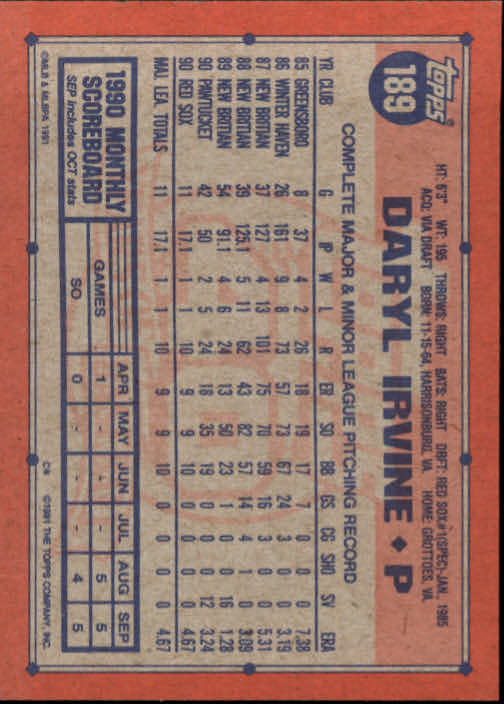 TOPPS®
189
HT: 6'3" WT: 195 THROWS: RIGHT BATS: RIGHT DRFT: RED SOX #1(SPEC)-JAN, 1985
ACQ: VIA DRAFT BORN: 11-15-64, HARRISONBURG, VA. HOME: GROTTOES, VA.
DARYL IRVINE ♦ P
COMPLETE MAJOR & MINOR LEAGUE PITCHING RECORD
YR CLUB G IP W L R ER SO BB GS CG SHO SV ERA
85 GREENSBORO 8 37 4 2 26 18 19 17 7 0 0 0 7.38
86 WINTER HAVEN 26 161 9 8 73 57 73 67 24 3 0 0 3.19
87 NEW BRITAIN 37 127 4 13 101 75 70 59 16 3 0 0 5.31
88 NEW BRITAIN 39 125.1 5 11 62 43 82 57 14 4 1 0 3.09
89 NEW BRITAIN 54 91.1 4 6 24 13 50 23 1 0 0 16 1.28
90 PAWTUCKET 42 50 2 5 24 18 35 19 0 0 0 12 3.24
90 RED SOX 11 17.1 1 1 10 9 9 10 0 0 0 0 4.67
MAJ. LEA. TOTALS 11 17.1 1 1 10 9 9 10 0 0 0 0 4.67
1990 MONTHLY
SCOREBOARD
SEP includes OCT stats
APR MAY JUN JUL AUG SEP
GAMES 1 - - - 5 5
SO 0 - - - 4 5
©MLB & MLBPA 1991
C8 ©1991 THE TOPPS COMPANY, INC.